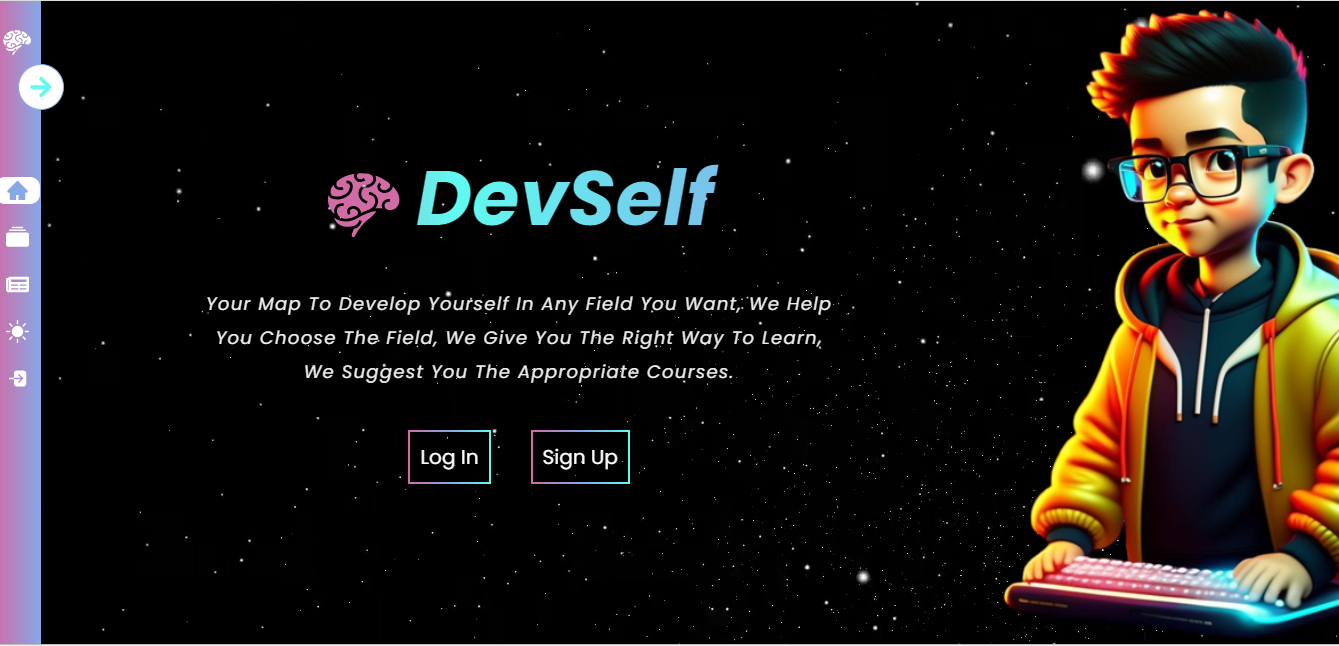 DevSelf
Your Map To Develop Yourself In Any Field You Want, We Help
You Choose The Field, We Give You The Right Way To Learn,
We Suggest You The Appropriate Courses.
Log In
Sign Up